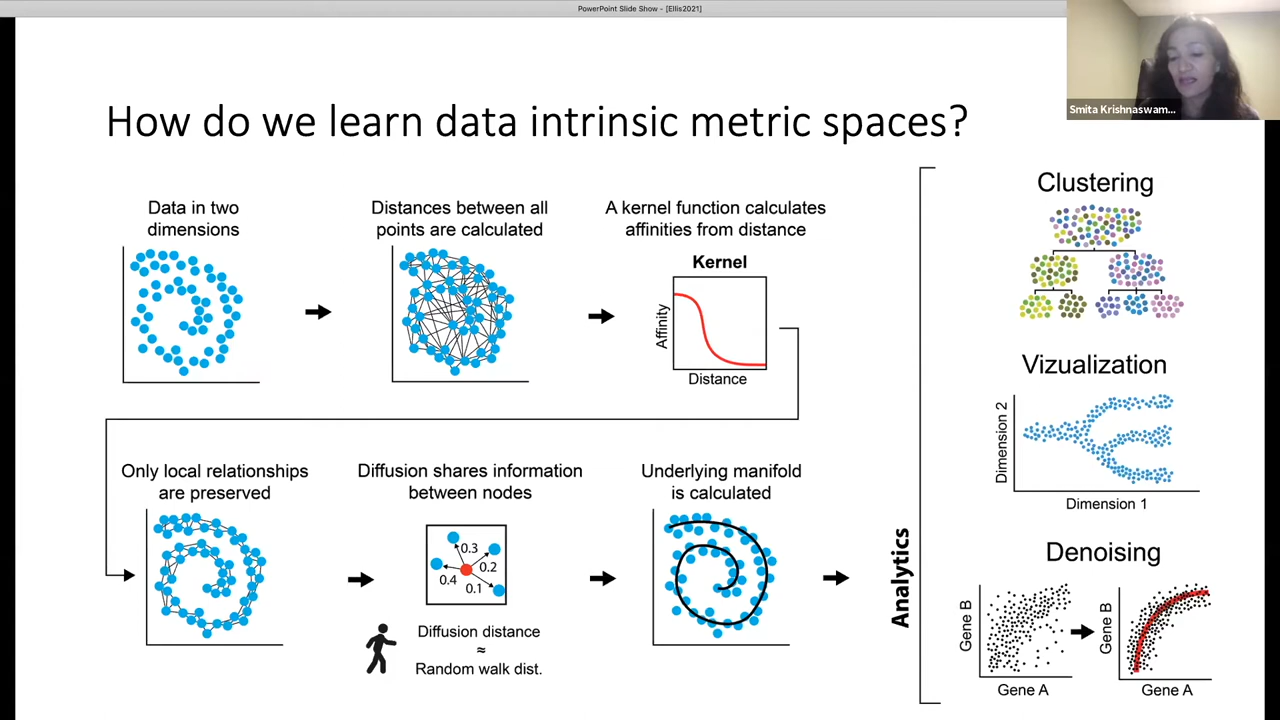 PowerPoint Slide Show - [Ellis2021]
Smita Krishnaswam...
How do we learn data intrinsic metric spaces?
Data in two
dimensions
Distances between all
points are calculated
A kernel function calculates
affinities from distance
Kernel
Affinity
Distance
Only local relationships
are preserved
Diffusion shares information
between nodes
0.3
0.2
0.4
0.1
Diffusion distance
≈
Random walk dist.
Underlying manifold
is calculated
Analytics
Clustering
Vizualization
Dimension 2
Dimension 1
Denoising
Gene B
Gene A
Gene B
Gene A